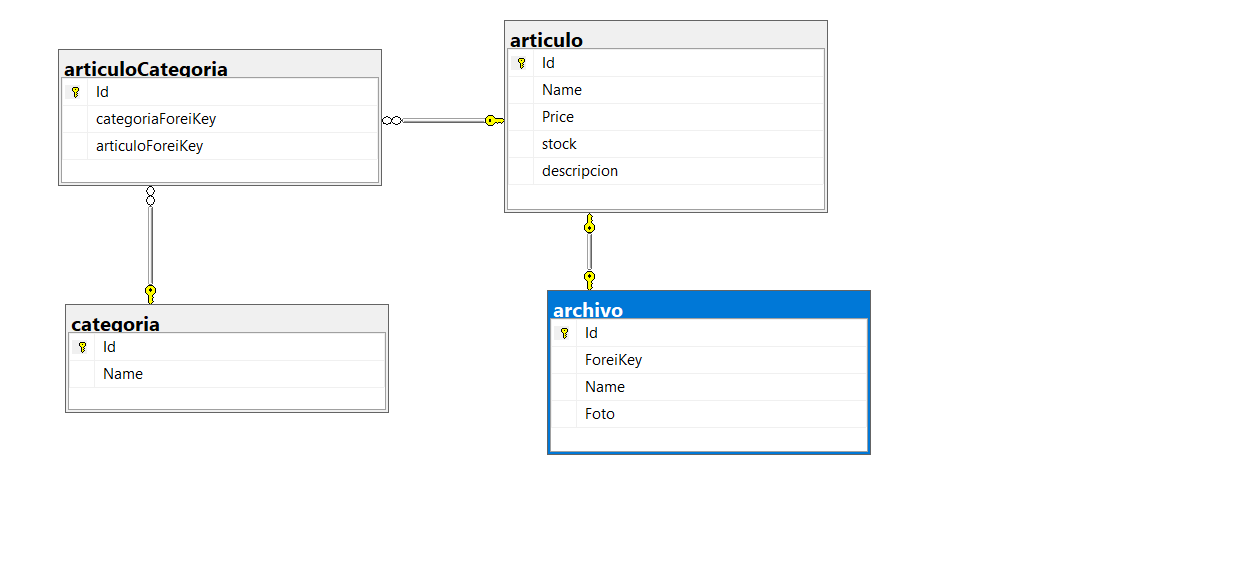 articuloCategoria
Id
categoriaForeiKey
articuloForeiKey
articulo
Id
Name
Price
stock
descripcion
categoria
Id
Name
archivo
Id
ForeiKey
Name
Foto